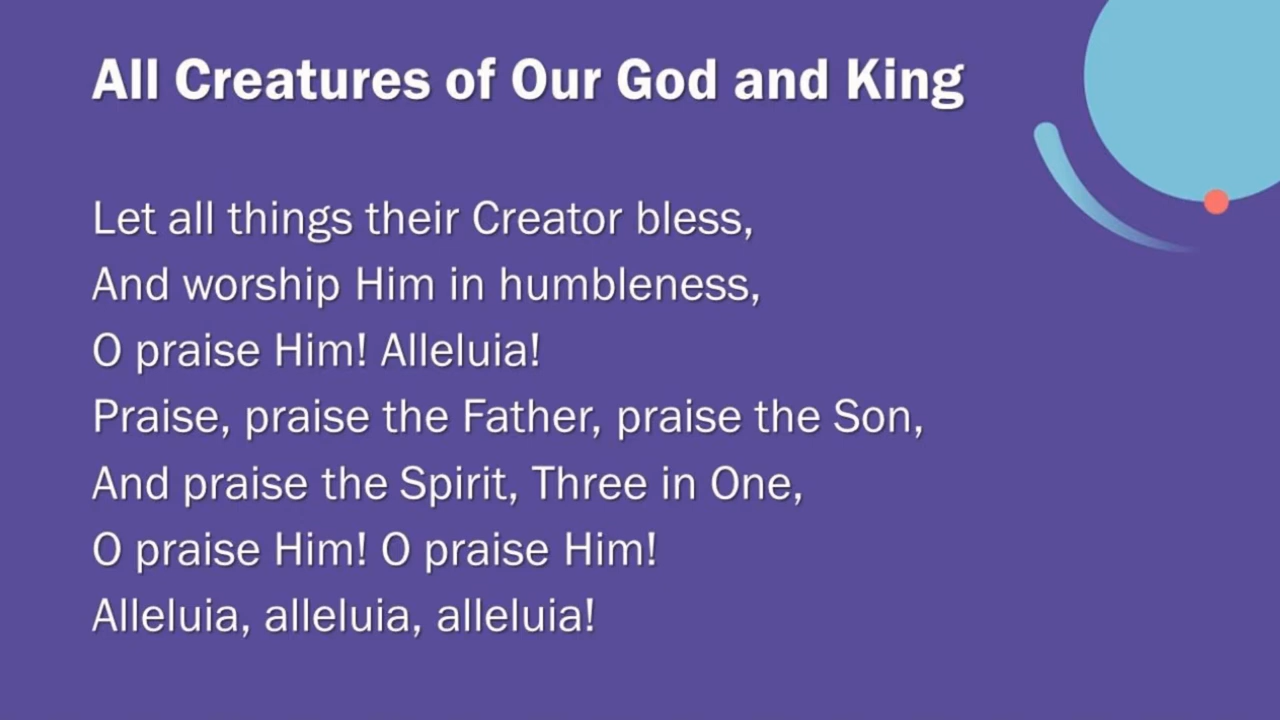 All Creatures of Our God and King
Let all things their Creator bless,
And worship Him in humbleness,
O praise Him! Alleluia!
Praise, praise the Father, praise the Son,
And praise the Spirit, Three in One,
O praise Him! O praise Him!
Alleluia, alleluia, alleluia!